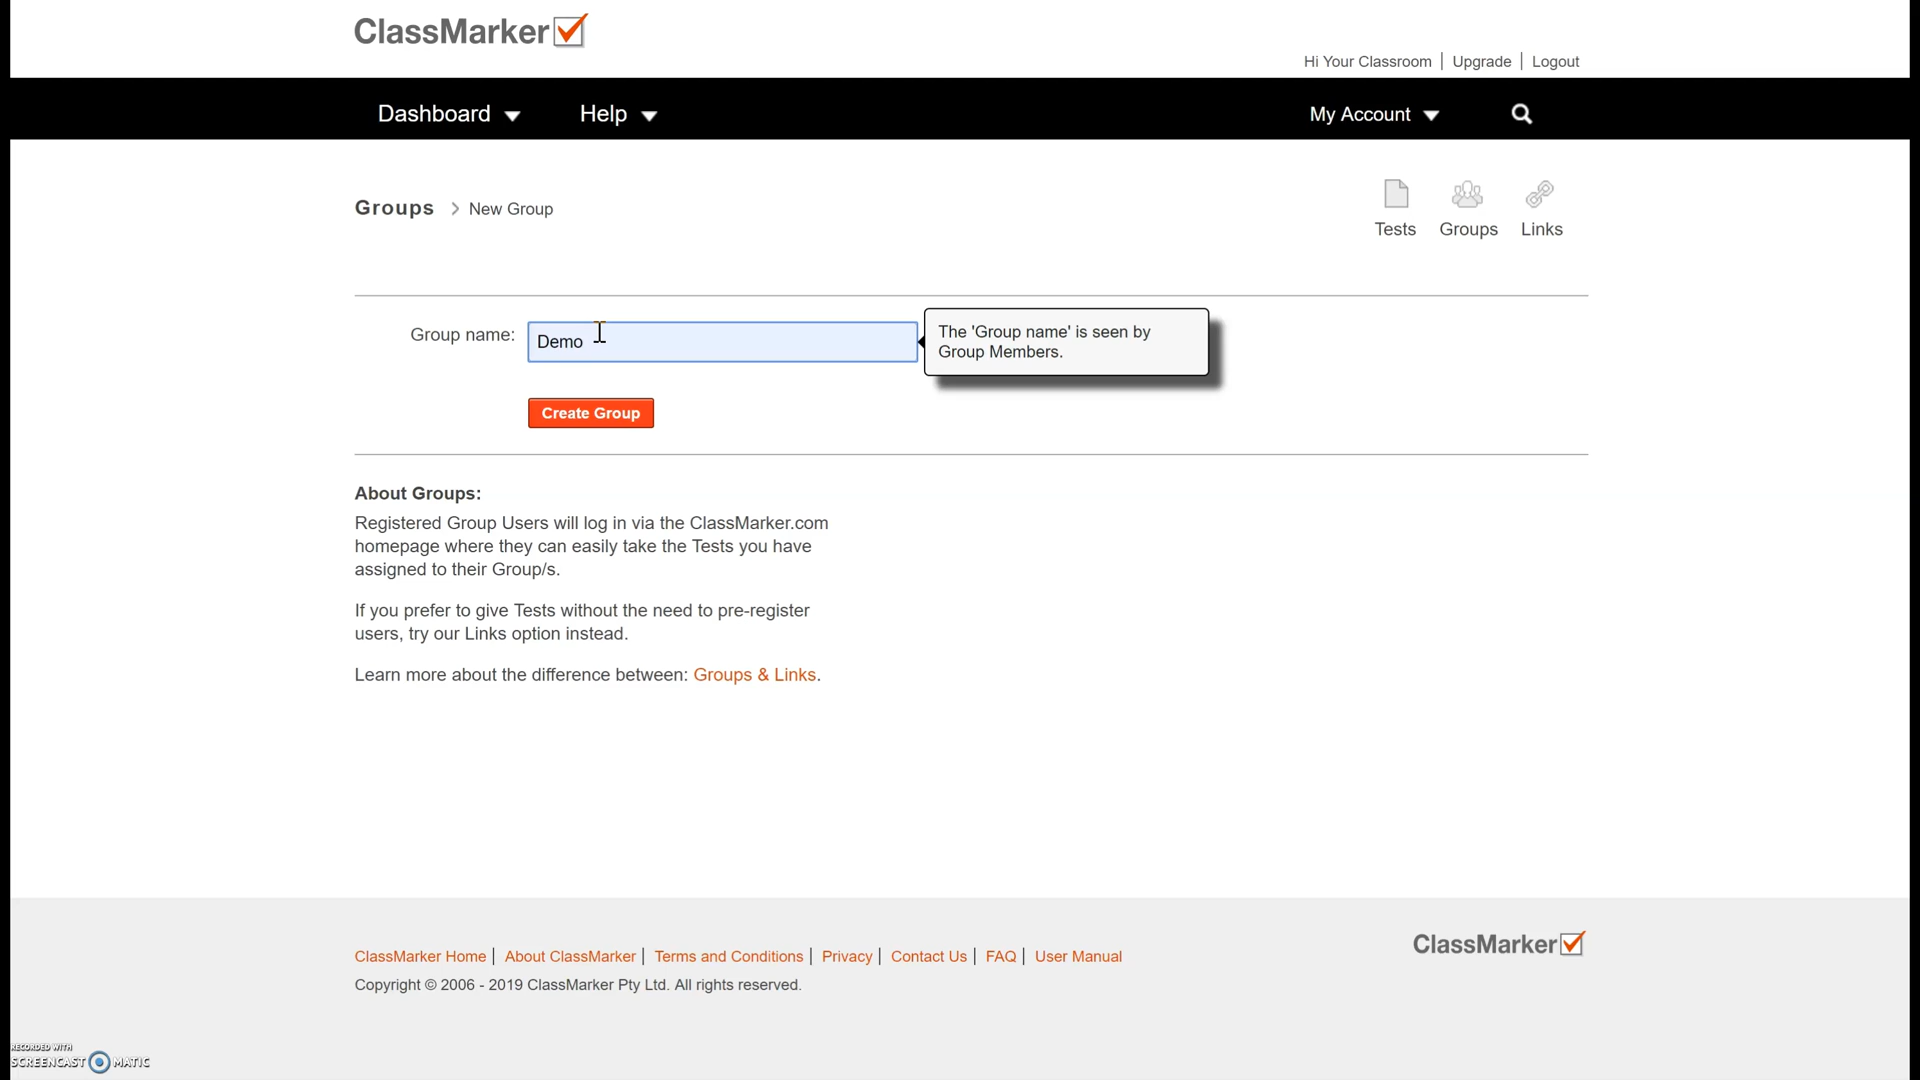 ClassMarker
Hi Your Classroom | Upgrade | Logout
Dashboard Help My Account
Groups > New Group
Tests Groups Links
Group name:
Demo
The 'Group name' is seen by
Group Members.
Create Group
About Groups:
Registered Group Users will log in via the ClassMarker.com
homepage where they can easily take the Tests you have
assigned to their Group/s.
If you prefer to give Tests without the need to pre-register
users, try our Links option instead.
Learn more about the difference between: Groups & Links.
ClassMarker
ClassMarker Home | About ClassMarker | Terms and Conditions | Privacy | Contact Us | FAQ | User Manual
Copyright © 2006 - 2019 ClassMarker Pty Ltd. All rights reserved.
RECORDED WITH
SCREENCAST MATIC